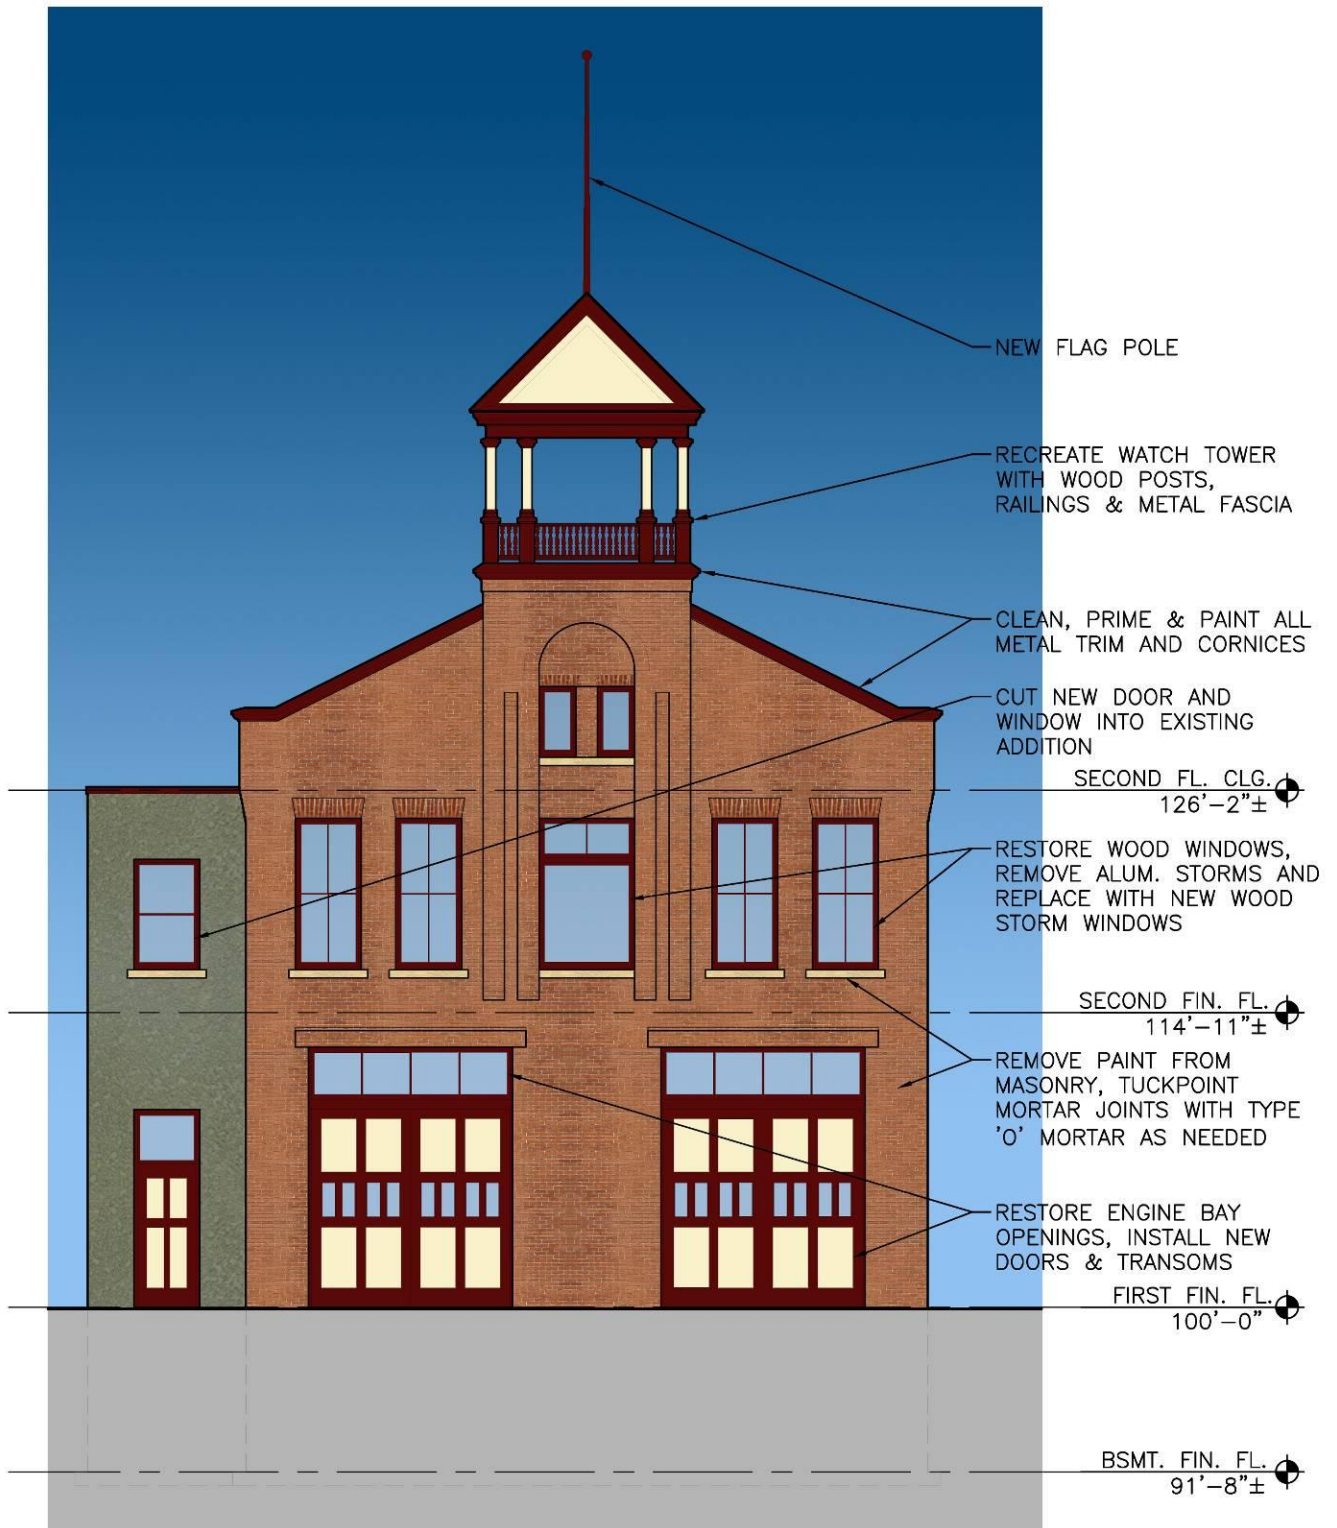 NEW FLAG POLE
RECREATE WATCH TOWER
WITH WOOD POSTS,
RAILINGS & METAL FASCIA
CLEAN, PRIME & PAINT ALL
METAL TRIM AND CORNICES
CUT NEW DOOR AND
WINDOW INTO EXISTING
ADDITION
SECOND FL. CLG.
126'-2"±
RESTORE WOOD WINDOWS,
REMOVE ALUM. STORMS AND
REPLACE WITH NEW WOOD
STORM WINDOWS
SECOND FIN. FL.
114'-11"±
REMOVE PAINT FROM
MASONRY, TUCKPOINT
MORTAR JOINTS WITH TYPE
'O' MORTAR AS NEEDED
RESTORE ENGINE BAY
OPENINGS, INSTALL NEW
DOORS & TRANSOMS
FIRST FIN. FL.
100'-0"
BSMT. FIN. FL.
91'-8"±